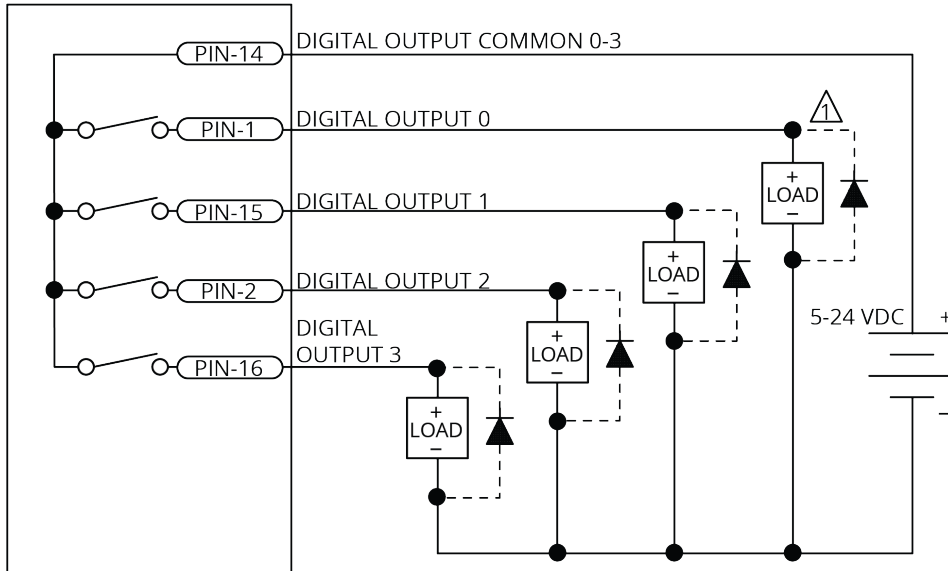 PIN-14 DIGITAL OUTPUT COMMON 0-3
PIN-1 DIGITAL OUTPUT 0
1
+
LOAD
−
PIN-15 DIGITAL OUTPUT 1
+
LOAD
−
PIN-2 DIGITAL OUTPUT 2
+
LOAD
−
5-24 VDC +
−
DIGITAL
OUTPUT 3
PIN-16
+
LOAD
−